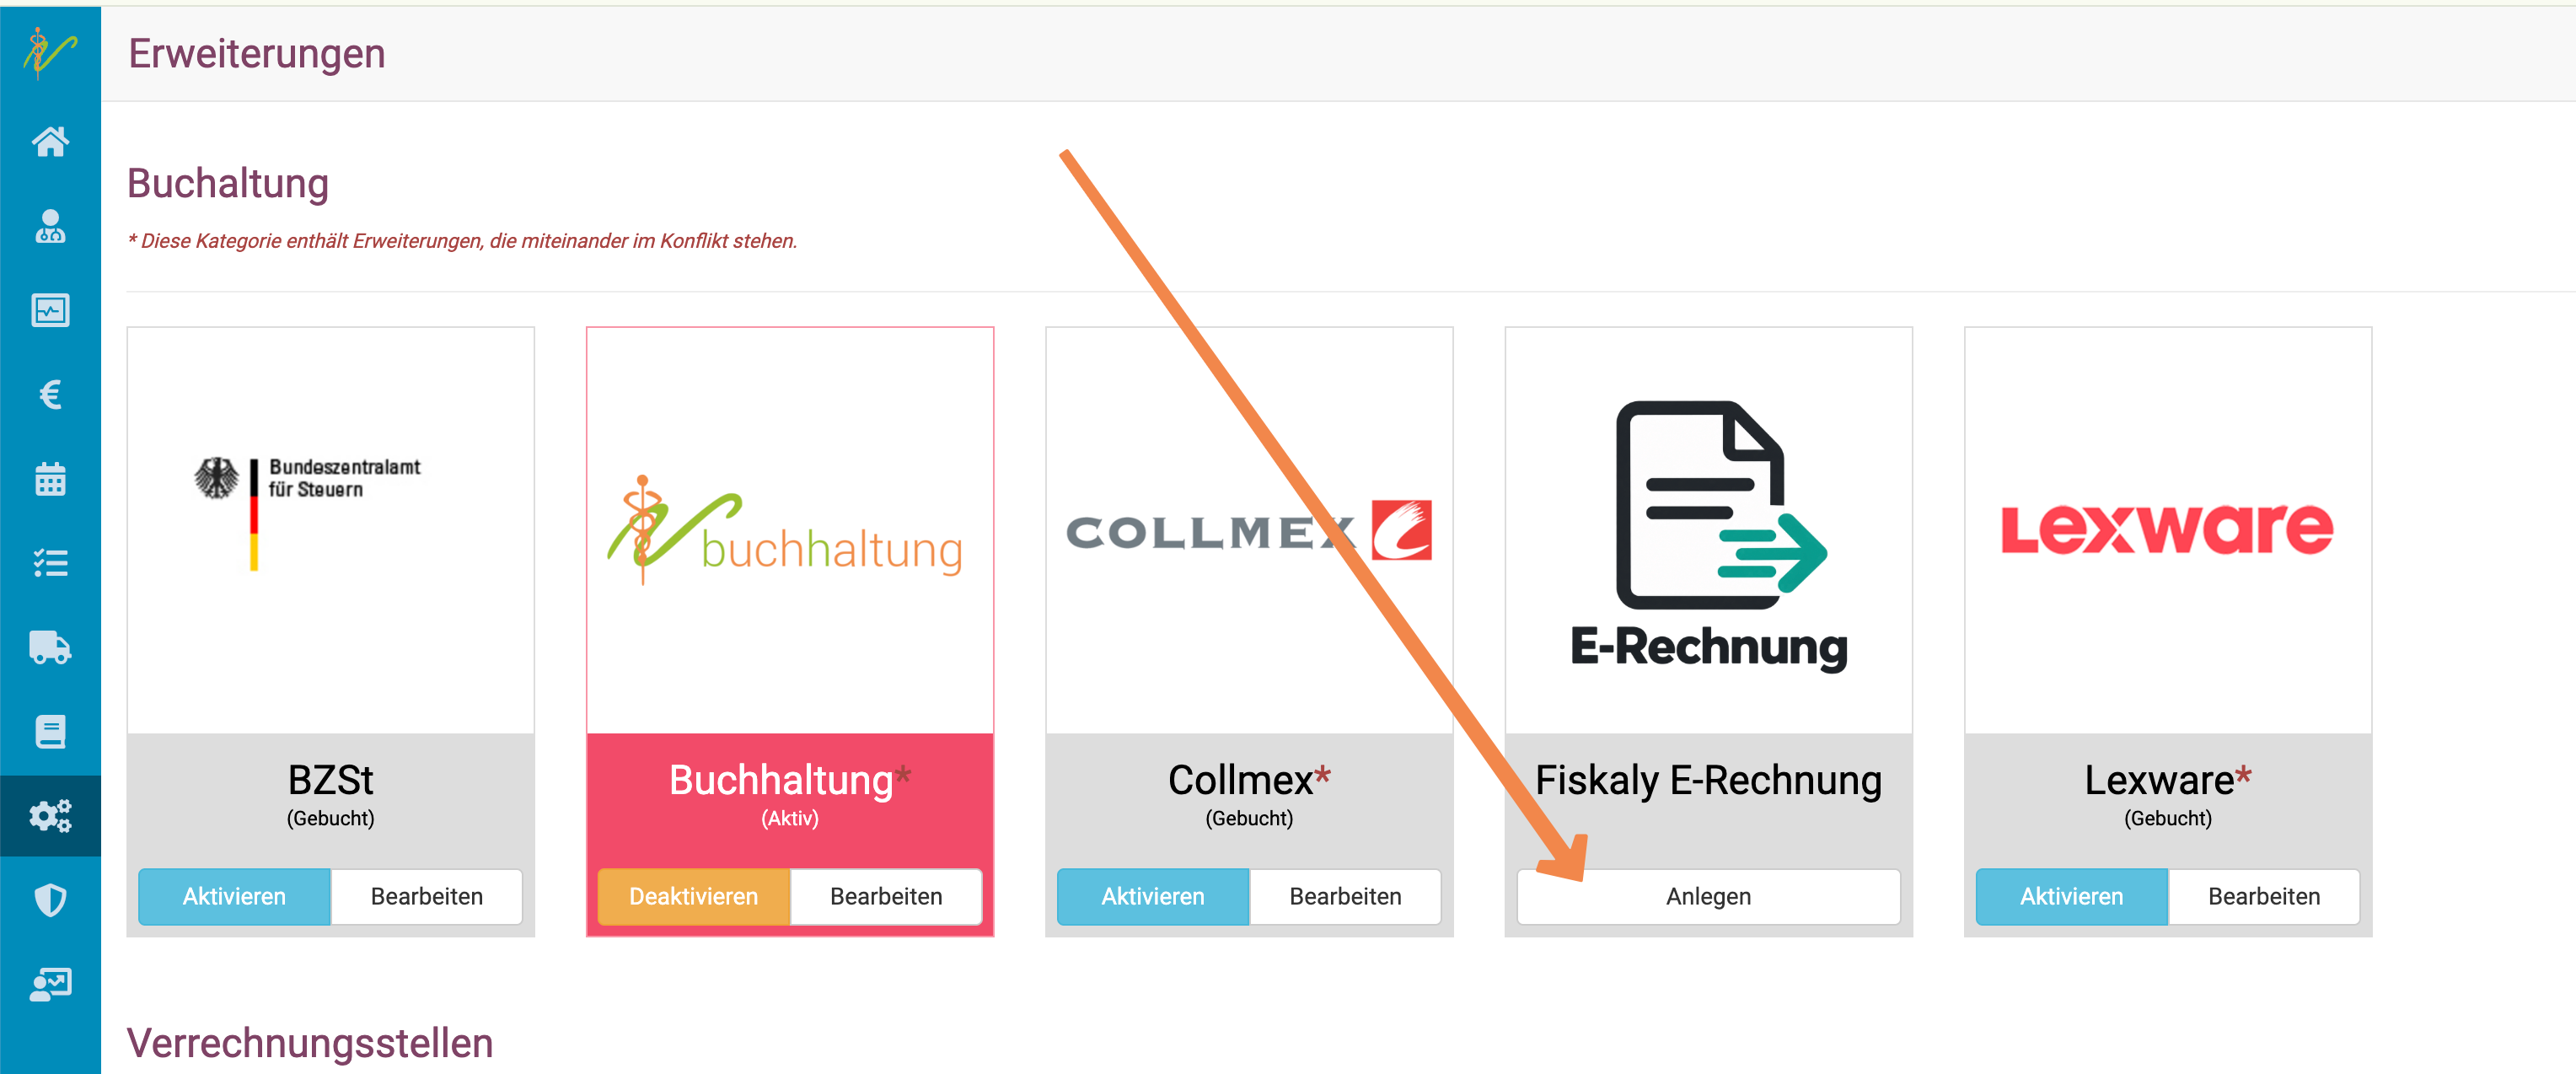 Erweiterungen
Buchaltung
* Diese Kategorie enthält Erweiterungen, die miteinander im Konflikt stehen.
Bundeszentralamt
für Steuern
buchhaltung
COLLMEX
E-Rechnung
Lexware
BZSt
(Gebucht)
Aktivieren
Bearbeiten
Buchhaltung*
(Aktiv)
Deaktivieren
Bearbeiten
Collmex*
(Gebucht)
Aktivieren
Bearbeiten
Fiskaly E-Rechnung
Anlegen
Lexware*
(Gebucht)
Aktivieren
Bearbeiten
Verrechnungsstellen